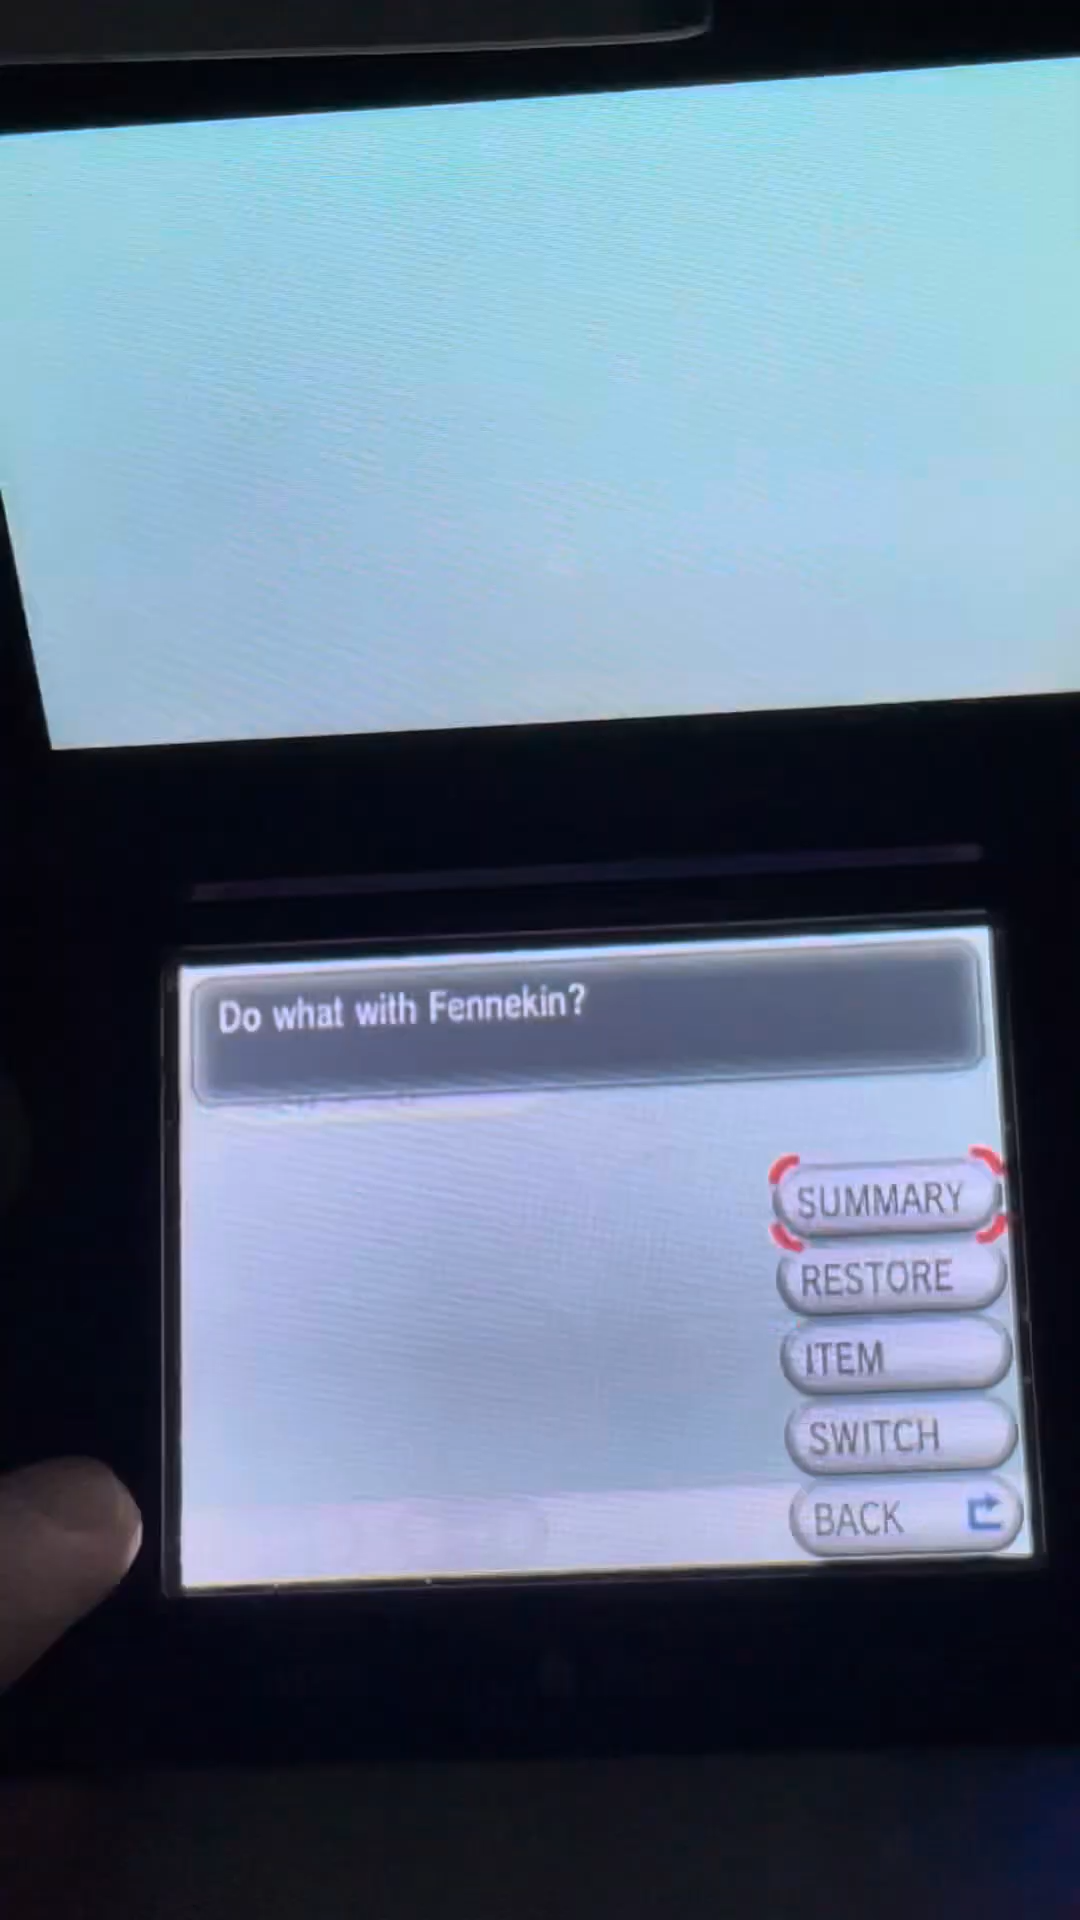 Do what with Fennekin?
SUMMARY
RESTORE
ITEM
SWITCH
BACK